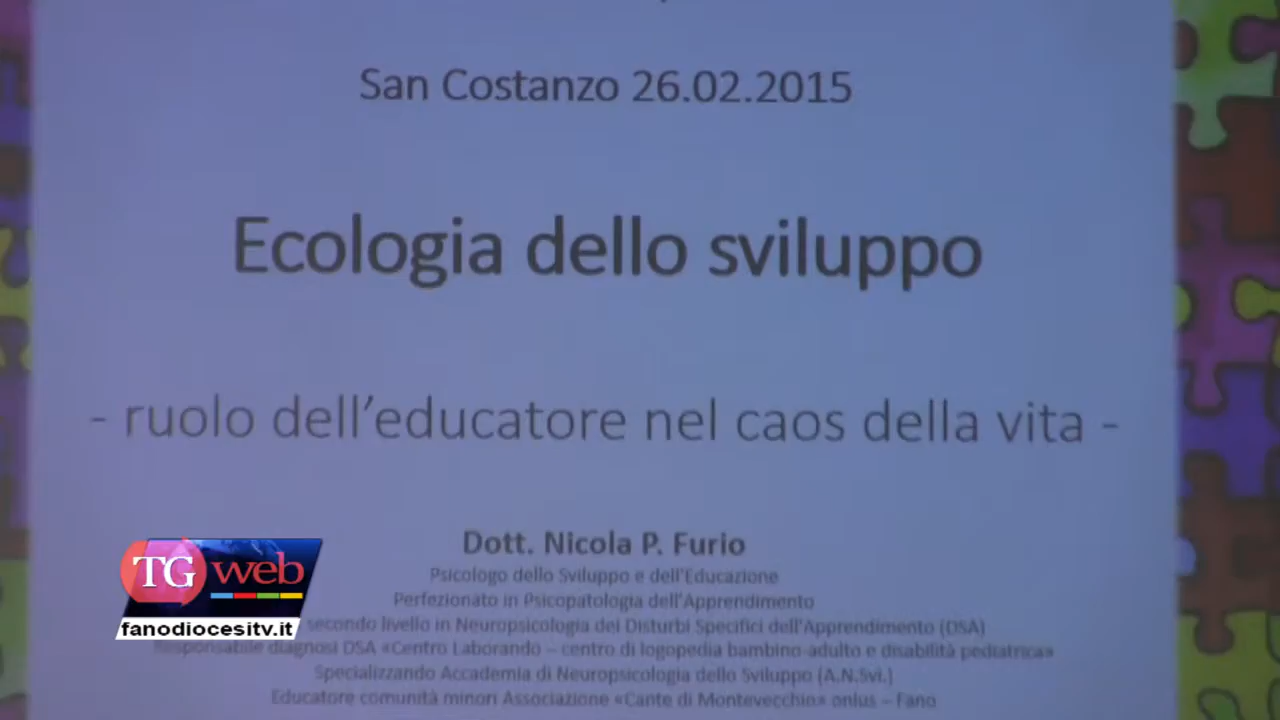 San Costanzo 26.02.2015
Ecologia dello sviluppo
- ruolo dell'educatore nel caos della vita -
Dott. Nicola P. Furio
Psicologo dello Sviluppo e dell'Educazione
Perfezionato in Psicopatologia dell'Apprendimento
secondo livello in Neuropsicologia dei Disturbi Specifici dell'Apprendimento (DSA)
Responsabile diagnosi DSA «Centro Laborando – centro di logopedia bambino-adulto e disabilità pediatrica»
Specializzando Accademia di Neuropsicologia dello Sviluppo (A.N.Svi.)
Educatore comunità minori Associazione «Cante di Montevecchio» onlus – Fano
TG web
fanodiocesitv.it